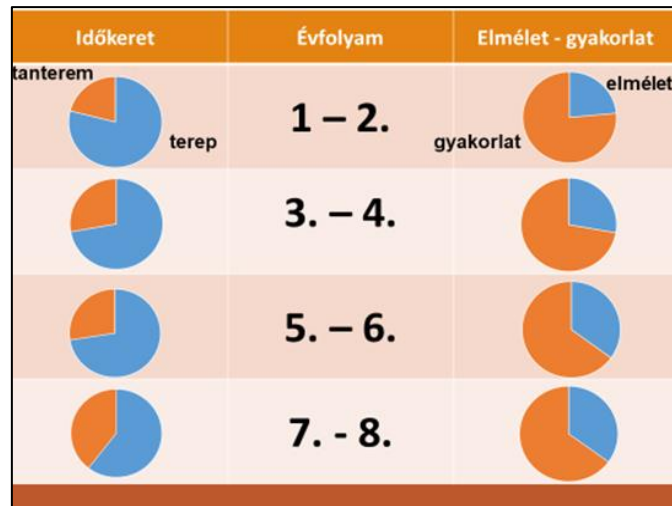 Időkeret Évfolyam Elmélet - gyakorlat
tanterem
terep
1 – 2.
elmélet
gyakorlat
3. – 4.
5. – 6.
7. - 8.